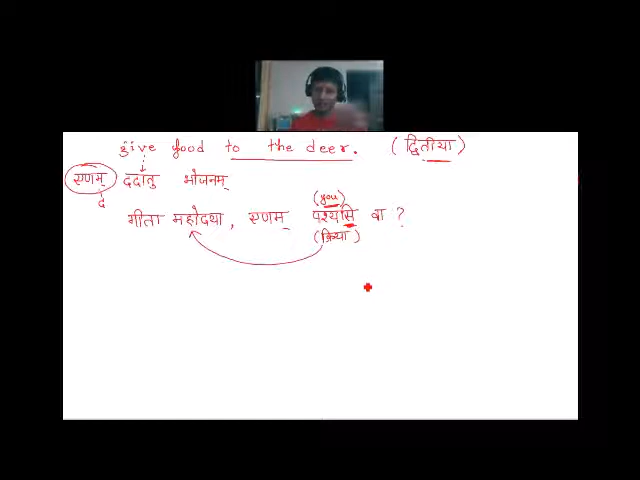 give food to the deer. (द्वितीया)
एणम् ददातु भोजनम्
दे (you)
गीता महोदया, एणम् पश्यसि वा ?
(क्रिया)